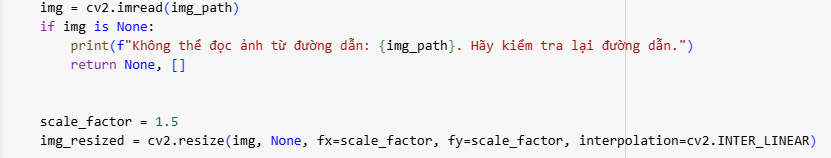 img = cv2.imread(img_path)
if img is None:
    print(f"Không thể đọc ảnh từ đường dẫn: {img_path}. Hãy kiểm tra lại đường dẫn.")
    return None, []
scale_factor = 1.5
img_resized = cv2.resize(img, None, fx=scale_factor, fy=scale_factor, interpolation=cv2.INTER_LINEAR)